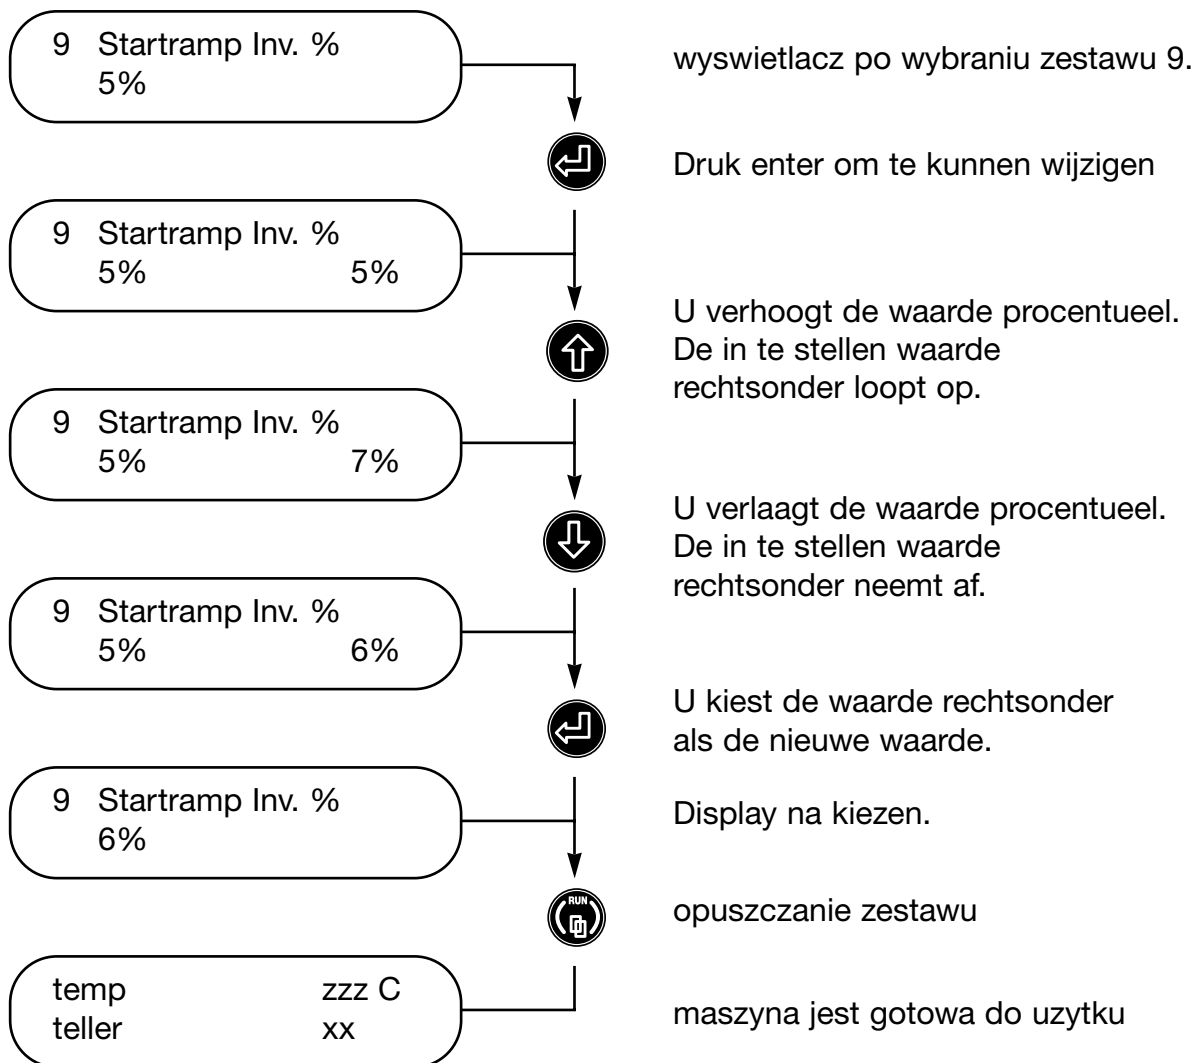 9 Startramp Inv. %
5%
wyswietlacz po wybraniu zestawu 9.
Druk enter om te kunnen wijzigen
9 Startramp Inv. %
5% 5%
U verhoogt de waarde procentueel.
De in te stellen waarde
rechtsonder loopt op.
9 Startramp Inv. %
5% 7%
U verlaagt de waarde procentueel.
De in te stellen waarde
rechtsonder neemt af.
9 Startramp Inv. %
5% 6%
U kiest de waarde rechtsonder
als de nieuwe waarde.
9 Startramp Inv. %
6%
Display na kiezen.
RUN
opuszczanie zestawu
temp zzz C
teller xx
maszyna jest gotowa do uzytku